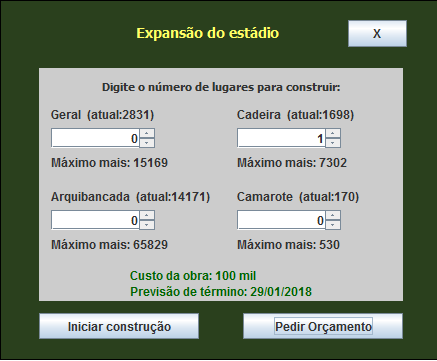 Expansão do estádio
X
Digite o número de lugares para construir:
Geral (atual:2831)
Cadeira (atual:1698)
0
1
Máximo mais: 15169
Máximo mais: 7302
Arquibancada (atual:14171)
Camarote (atual:170)
0
0
Máximo mais: 65829
Máximo mais: 530
Custo da obra: 100 mil
Previsão de término: 29/01/2018
Iniciar construção
Pedir Orçamento